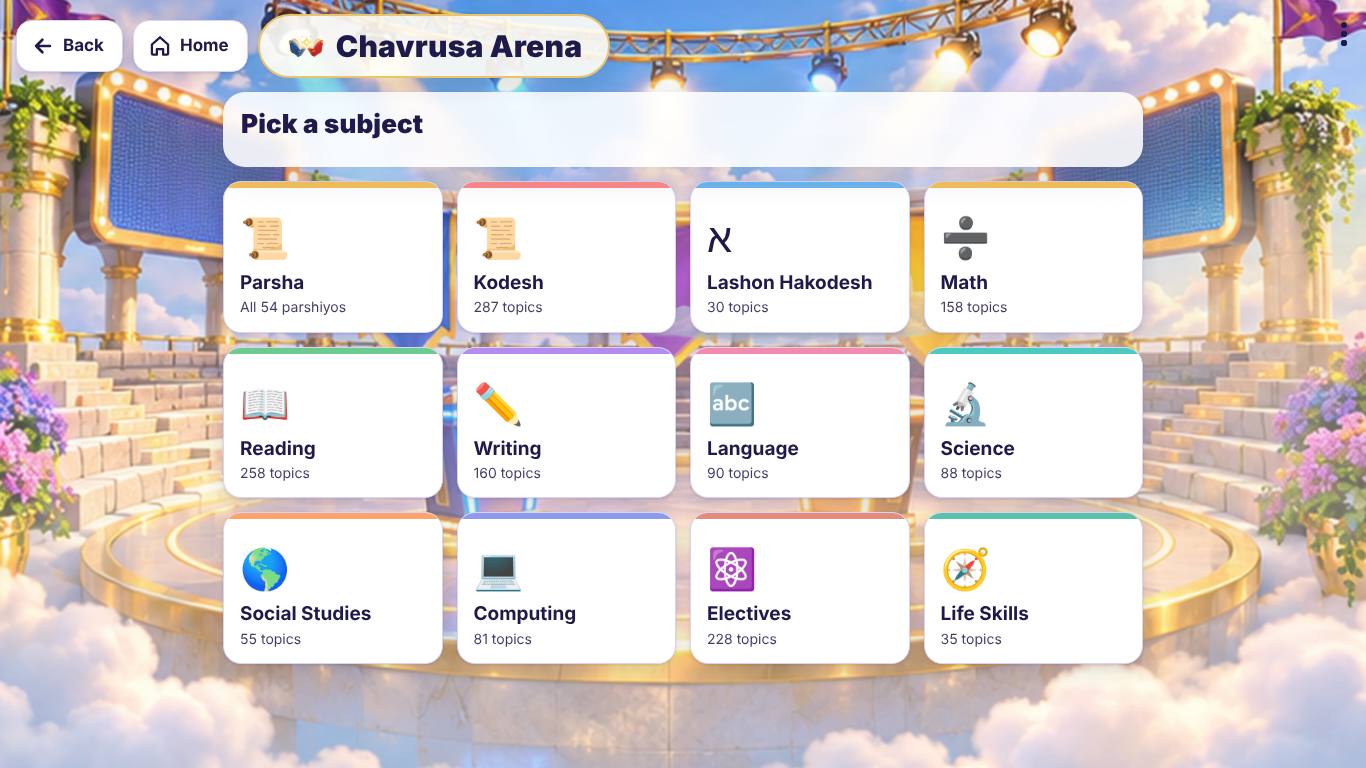 Back
Home
Chavrusa Arena
Pick a subject
Parsha
All 54 parshiyos
Kodesh
287 topics
א
Lashon Hakodesh
30 topics
Math
158 topics
Reading
258 topics
Writing
160 topics
abc
Language
90 topics
Science
88 topics
Social Studies
55 topics
Computing
81 topics
Electives
228 topics
Life Skills
35 topics